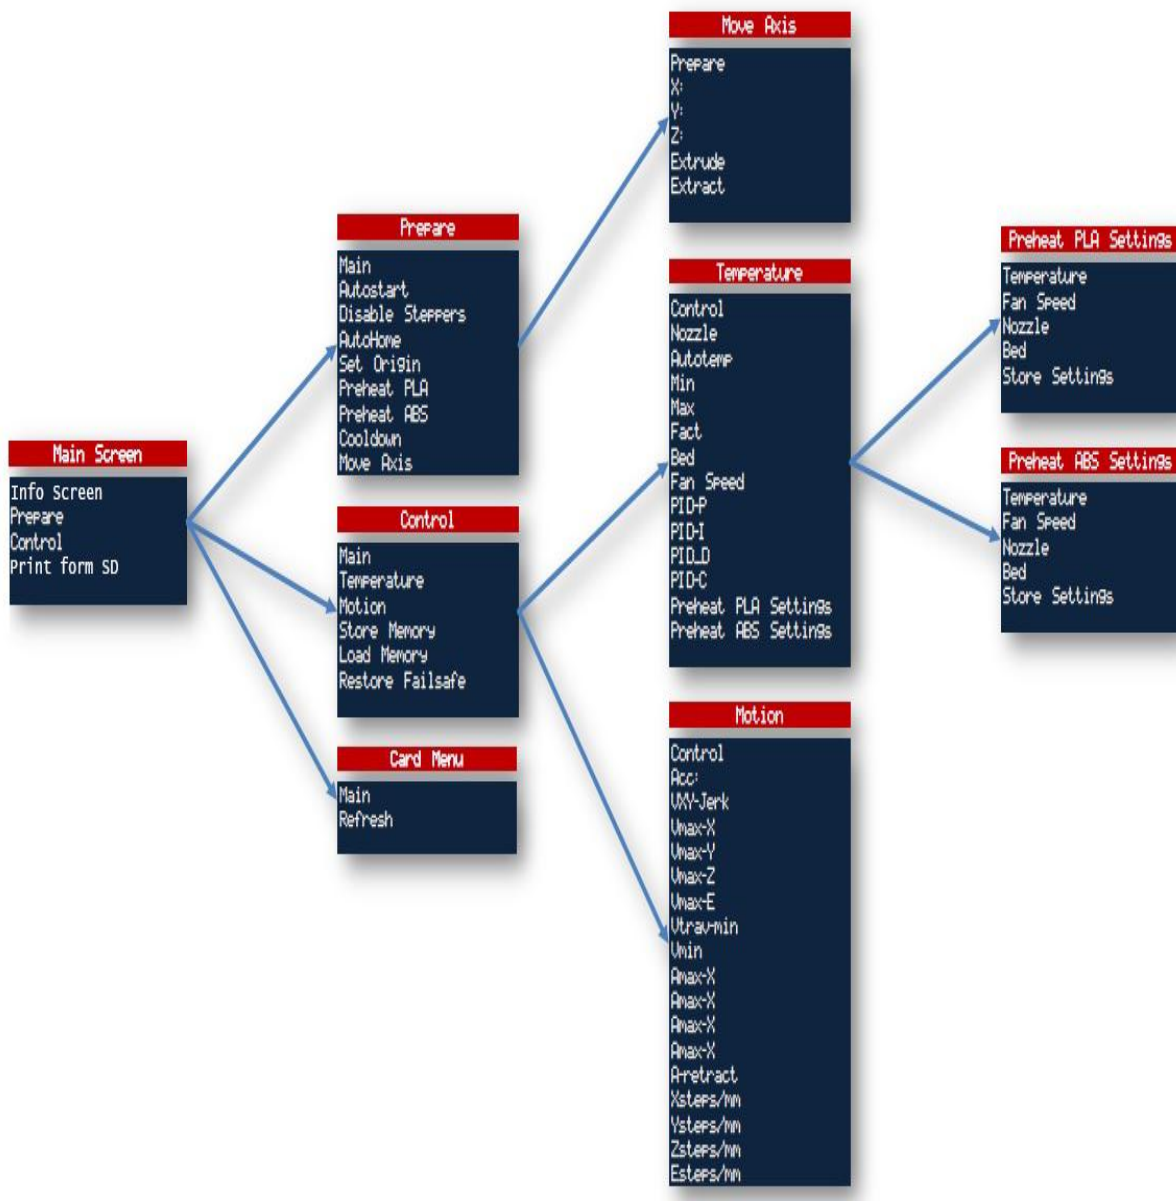 Main Screen
Info Screen
Prepare
Control
Print form SD
Prepare
Main
Autostart
Disable Steppers
AutoHome
Set Origin
Preheat PLA
Preheat ABS
Cooldown
Move Axis
Control
Main
Temperature
Motion
Store Memory
Load Memory
Restore Failsafe
Card Menu
Main
Refresh
Move Axis
Prepare
X:
Y:
Z:
Extrude
Extract
Temperature
Control
Nozzle
Autotemp
Min
Max
Fact
Bed
Fan Speed
PID-P
PID-I
PID_D
PID-C
Preheat PLA Settings
Preheat ABS Settings
Motion
Control
Acc:
VXY-Jerk
Vmax-X
Vmax-Y
Vmax-Z
Vmax-E
Vtrav-min
Vmin
Amax-X
Amax-X
Amax-X
Amax-X
A-retract
Xsteps/mm
Ysteps/mm
Zsteps/mm
Esteps/mm
Preheat PLA Settings
Temperature
Fan Speed
Nozzle
Bed
Store Settings
Preheat ABS Settings
Temperature
Fan Speed
Nozzle
Bed
Store Settings